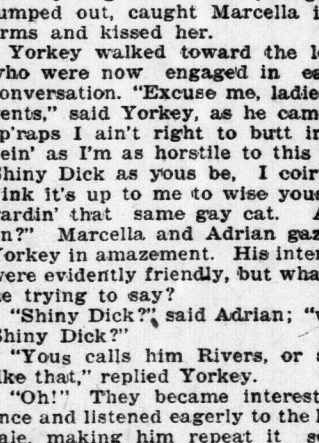 umped out, caught Marcella i
rms and kissed her.
Yorkey walked toward the l
who were now engaged in ea
onversation. "Excuse me, ladie
ents," said Yorkey, as he cam
p'raps I ain't right to butt in
ein' as I'm as horstile to this
Shiny Dick as yous be, I coir
ink it's up to me to wise you
ardin' that same gay cat. A
n?" Marcella and Adrian gaz
Yorkey in amazement. His inten
vere evidently friendly, but wha
e trying to say?
"Shiny Dick?", said Adrian; "w
Shiny Dick?"
"Yous calls him Rivers, or s
ike that," replied Yorkey.
"Oh!" They became interest
nce and listened eagerly to the
ale, making him repeat it s